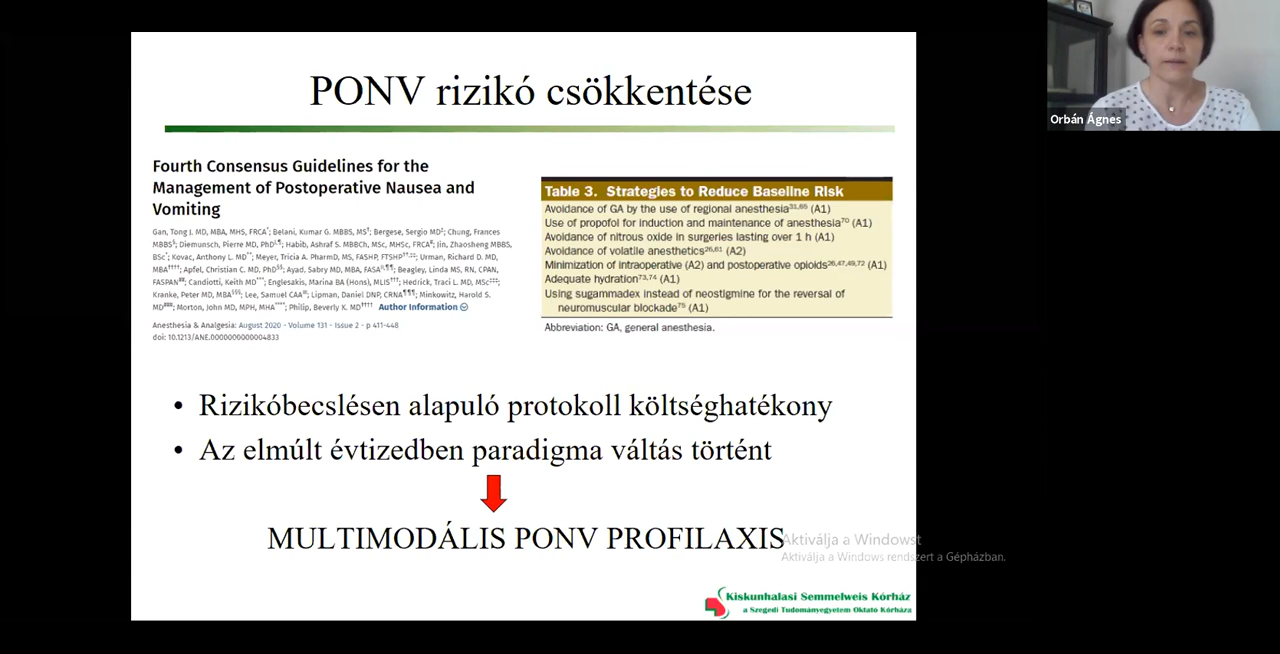 PONV rizikó csökkentése
Fourth Consensus Guidelines for the
Management of Postoperative Nausea and
Vomiting
Gan, Tong J. MD, MBA, MHS, FRCA*; Belani, Kumar G. MBBS, MS†; Bergese, Sergio MD‡; Chung, Frances
MBBS§; Diemunsch, Pierre MD, PhD; Habib, Ashraf S. MBBCh, MSc, MHSc, FRCA; Jin, Zhaosheng MBBS,
BSc; Kovac, Anthony L. MD**; Meyer, Tricia A. PharmD, MS, FASHP, FTSHP; Urman, Richard D. MD,
MBA††††; Apfel, Christian C. MD, PhD§§; Ayad, Sabry MD, MBA, FASA; Beagley, Linda MS, RN, CPAN,
FASPAN##; Candiotti, Keith MD***; Englesakis, Marina BA (Hons), MLIS†††; Hedrick, Traci L. MD, MSc‡‡‡;
Kranke, Peter MD, MBA§§§; Lee, Samuel CAA; Lipman, Daniel DNP, CRNA¶¶¶; Minkowitz, Harold S.
MD###; Morton, John MD, MPH, MHA****; Philip, Beverly K. MD†††† Author Information
Anesthesia & Analgesia: August 2020 - Volume 131 - Issue 2 - p 411-448
doi: 10.1213/ANE.0000000000004833
Table 3. Strategies to Reduce Baseline Risk
Avoidance of GA by the use of regional anesthesia31,65 (A1)
Use of propofol for induction and maintenance of anesthesia70 (A1)
Avoidance of nitrous oxide in surgeries lasting over 1 h (A1)
Avoidance of volatile anesthetics26,61 (A2)
Minimization of intraoperative (A2) and postoperative opioids26,47,49,72 (A1)
Adequate hydration73,74 (A1)
Using sugammadex instead of neostigmine for the reversal of
neuromuscular blockade75 (A1)
Abbreviation: GA, general anesthesia.
• Rizikóbecslésen alapuló protokoll költséghatékony
• Az elmúlt évtizedben paradigma váltás történt
MULTIMODÁLIS PONV PROFILAXIS
Kiskunhalasi Semmelweis Kórház
a Szegedi Tudományegyetem Oktató Kórháza
Aktiválja a Windowst
Aktiválja a Windows rendszert a Gépházban.
Orbán Ágnes